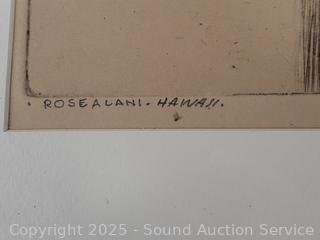 ROSEALANI. HAWAII.
Copyright 2025 - Sound Auction Service